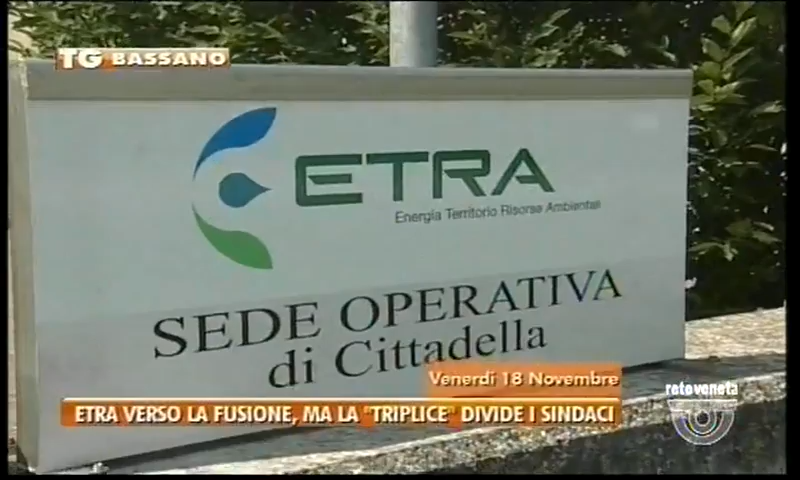 TG BASSANO
ETRA
Energia Territorio Risorse Ambientali
SEDE OPERATIVA
di Cittadella
Venerdì 18 Novembre
ETRA VERSO LA FUSIONE, MA LA "TRIPLICE" DIVIDE I SINDACI
reteveneta